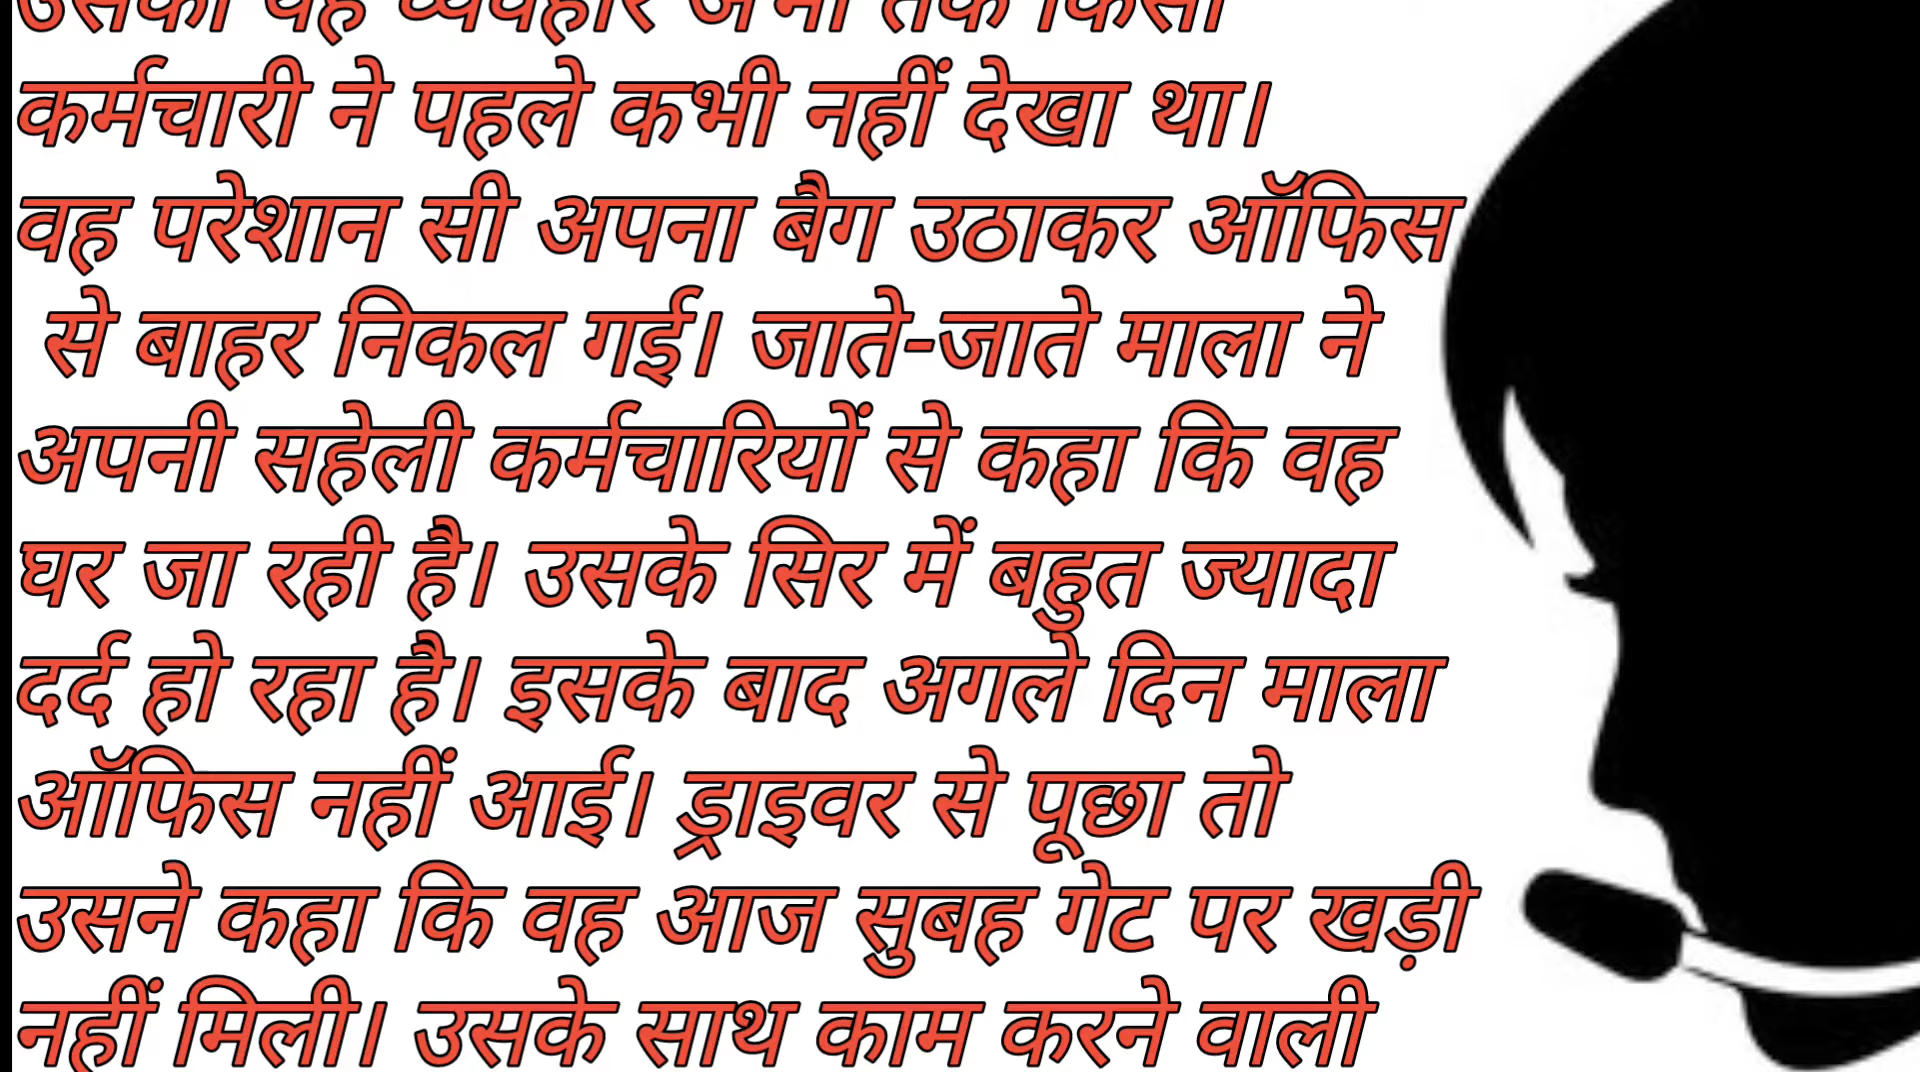 उसका यह व्यवहार अभी तक किसी
कर्मचारी ने पहले कभी नहीं देखा था।
वह परेशान सी अपना बैग उठाकर ऑफिस
से बाहर निकल गई। जाते-जाते माला ने
अपनी सहेली कर्मचारियों से कहा कि वह
घर जा रही है। उसके सिर में बहुत ज्यादा
दर्द हो रहा है। इसके बाद अगले दिन माला
ऑफिस नहीं आई। ड्राइवर से पूछा तो
उसने कहा कि वह आज सुबह गेट पर खड़ी
नहीं मिली। उसके साथ काम करने वाली